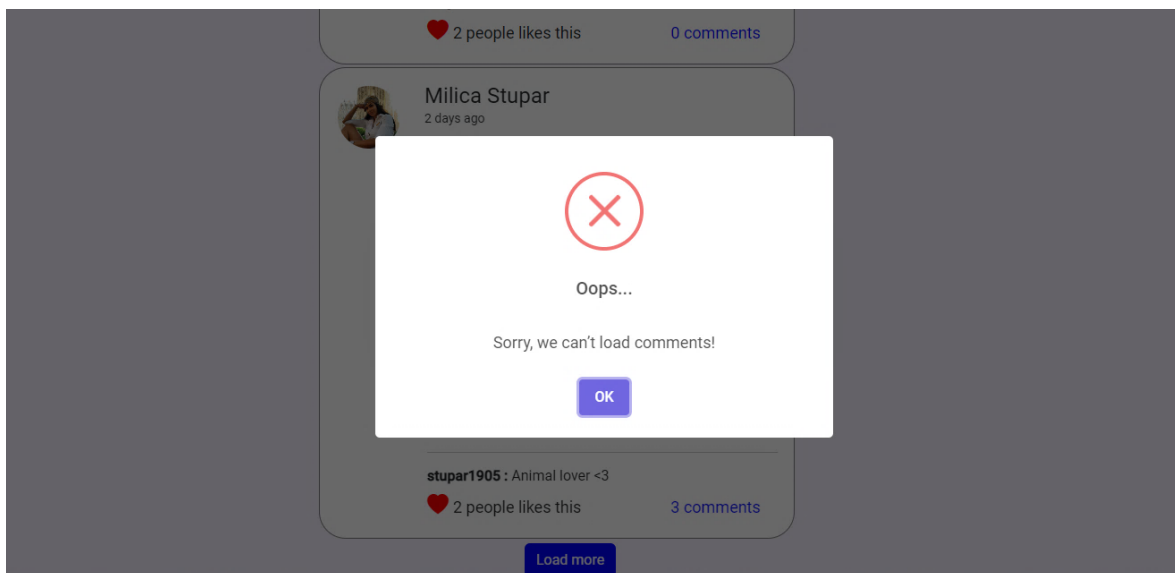 2 people likes this 0 comments
Milica Stupar
2 days ago
Oops...
Sorry, we can't load comments!
OK
stupar1905 : Animal lover <3
2 people likes this 3 comments
Load more